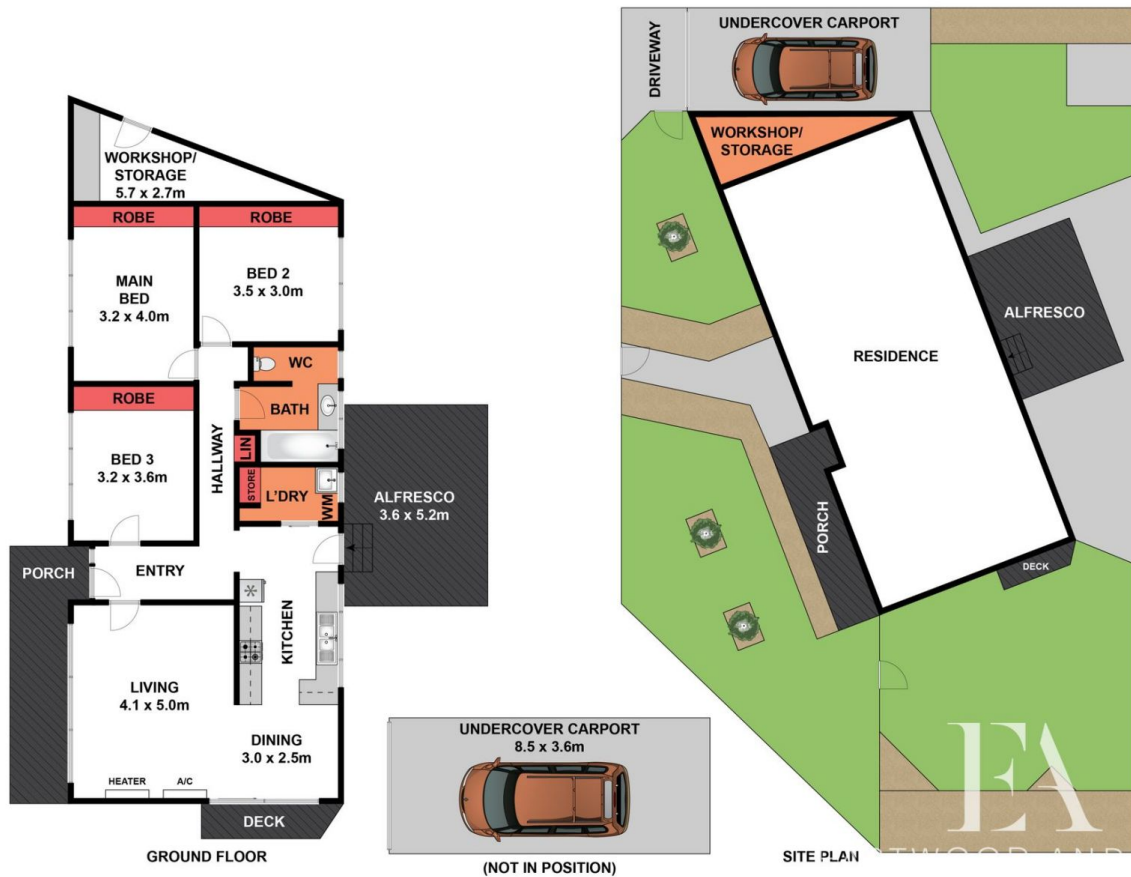 WORKSHOP/
STORAGE
5.7 x 2.7m
ROBE
ROBE
MAIN
BED
3.2 x 4.0m
BED 2
3.5 x 3.0m
WC
BATH
ROBE
BED 3
3.2 x 3.6m
HALLWAY
LIN
STORE
L'DRY
WM
ALFRESCO
3.6 x 5.2m
PORCH
ENTRY
KITCHEN
LIVING
4.1 x 5.0m
DINING
3.0 x 2.5m
HEATER
A/C
DECK
GROUND FLOOR
UNDERCOVER CARPORT
8.5 x 3.6m
(NOT IN POSITION)
UNDERCOVER CARPORT
DRIVEWAY
WORKSHOP/
STORAGE
ALFRESCO
RESIDENCE
PORCH
DECK
SITE PLAN
EA